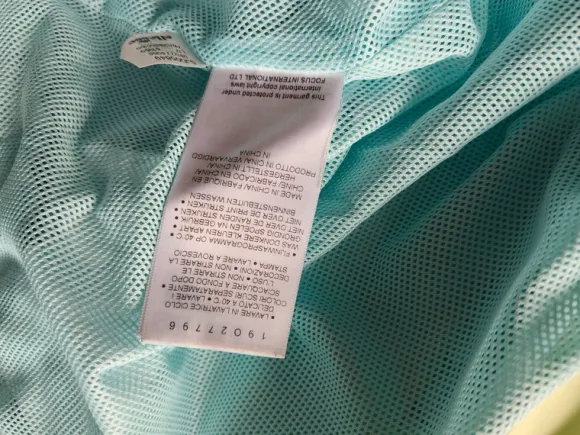 19027796
• LAVARE IN LAVATRICE CICLO
DELICATO A 40°C • LAVARE I
COLORI SCURI SEPARATAMENTE
• SCIACQUARE A FONDO DOPO
L'USO • NON STIRARE LE
DECORAZIONI • NON STIRARE LA
STAMPA • LAVARE A ROVESCIO
• FIJNWASPROGRAMMA OP 40°C
WAS DONKERE KLEUREN APART
GRONDIG SPOELEN NA GEBRUIK
NIET OVER DE RANDEN STRIJKEN
NIET OVER DE PRINT STRIJKEN
BINNENSTEBUITEN WASSEN
MADE IN CHINA/ FABRIQUE EN
CHINE/ FABRICADO EN CHINA/
HERGESTELLT IN CHINA/
PRODOTTO IN CINA/ VERVAARDIGD
IN CHINA
This garment is protected under
international copyright laws
FOCUS INTERNATIONAL LTD